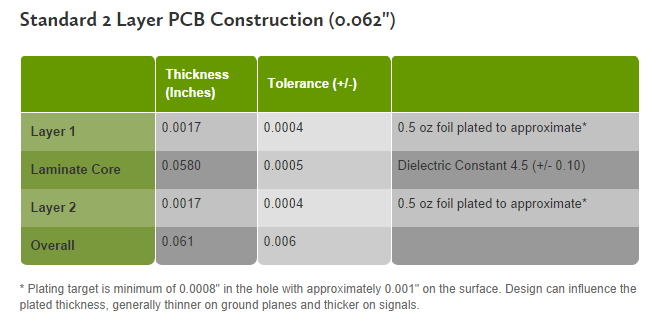 Standard 2 Layer PCB Construction (0.062")
Thickness (Inches) Tolerance (+/-)
Layer 1 0.0017 0.0004 0.5 oz foil plated to approximate*
Laminate Core 0.0580 0.0005 Dielectric Constant 4.5 (+/- 0.10)
Layer 2 0.0017 0.0004 0.5 oz foil plated to approximate*
Overall 0.061 0.006
* Plating target is minimum of 0.0008" in the hole with approximately 0.001" on the surface. Design can influence the
plated thickness, generally thinner on ground planes and thicker on signals.